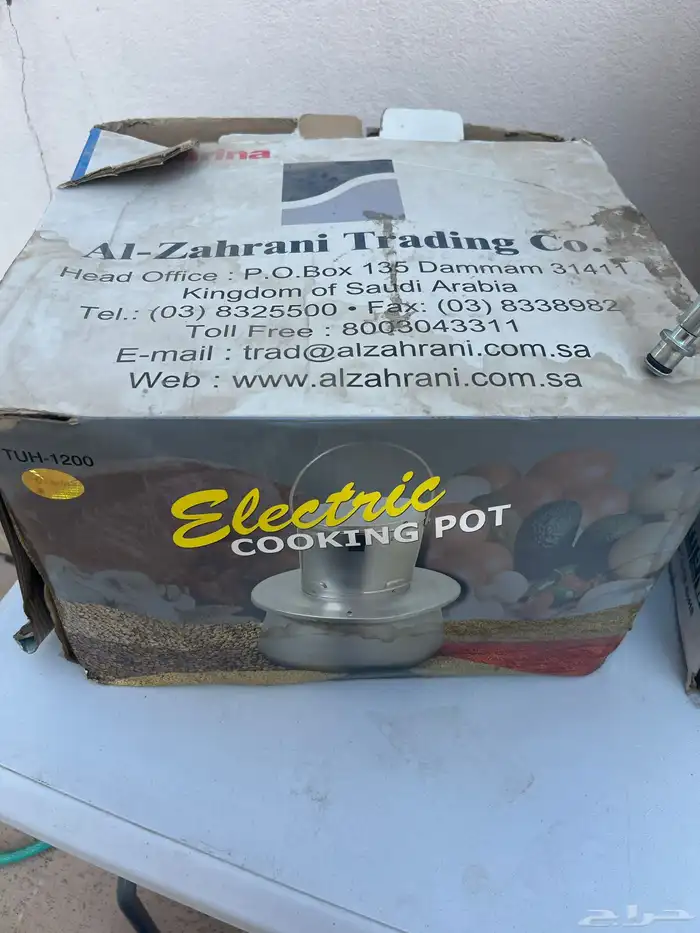 Al-Zahrani Trading Co.
Head Office : P.O.Box 135 Dammam 31411
Kingdom of Saudi Arabia
Tel.: (03) 8325500 • Fax: (03) 8338982
Toll Free : 8003043311
E-mail : trad@alzahrani.com.sa
Web : www.alzahrani.com.sa
TUH-1200
Electric
COOKING POT
حراج